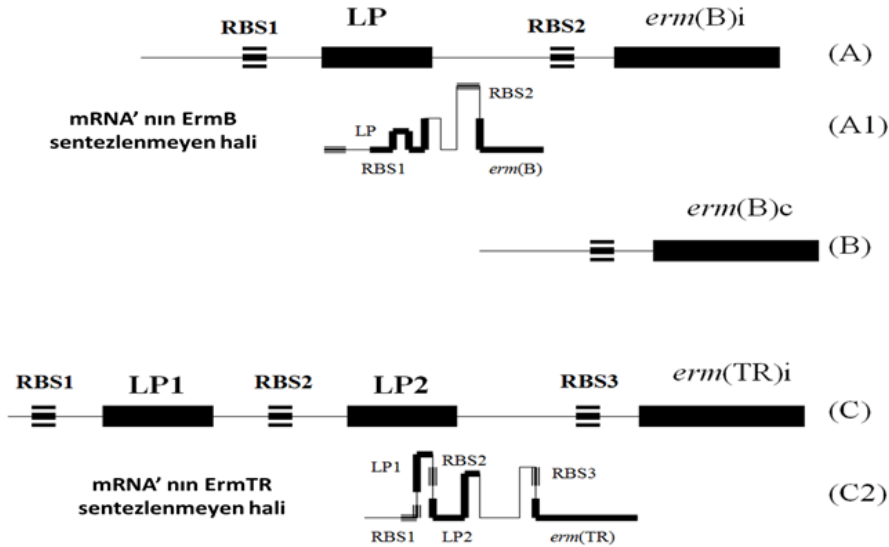 RBS1 LP RBS2 erm(B)i (A)
mRNA' nın ErmB
sentezlenmeyen hali
LP RBS2 (A1)
RBS1 erm(B)
erm(B)c (B)
RBS1 LP1 RBS2 LP2 RBS3 erm(TR)i (C)
mRNA' nın ErmTR
sentezlenmeyen hali
LP1 RBS2 RBS3 (C2)
RBS1 LP2 erm(TR)